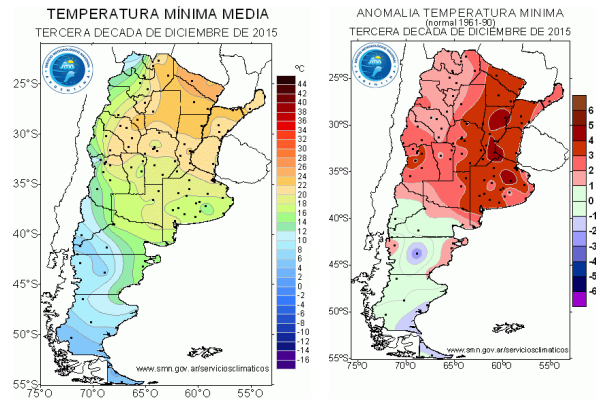 TEMPERATURA MÍNIMA MEDIA
TERCERA DECADA DE DICIEMBRE DE 2015
22°S
25°S
30°S
35°S
40°S
45°S
50°S
55°S
75°O
70°O
65°O
60°O
55°O
www.smn.gov.ar/serviciosclimaticos
ºC
44
42
40
38
36
34
32
30
28
26
24
22
20
18
16
14
12
10
8
6
4
2
0
-2
-4
-6
-8
-10
-12
-14
-16
ANOMALIA TEMPERATURA MINIMA
(normal 1961-90)
TERCERA DECADA DE DICIEMBRE DE 2015
25°S
30°S
35°S
40°S
45°S
50°S
55°S
75°O
70°O
65°O
60°O
55°O
www.smn.gov.ar/serviciosclimaticos
6
5
4
3
2
1
0
-1
-2
-3
-4
-5
-6